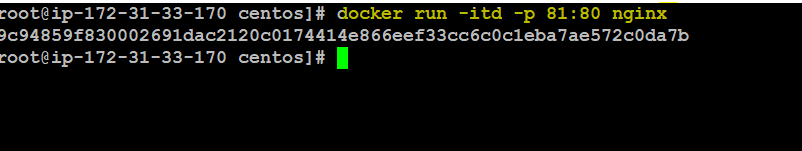 root@ip-172-31-33-170 centos]# docker run -itd -p 81:80 nginx
9c94859f830002691dac2120c0174414e866eef33cc6c0c1eba7ae572c0da7b
root@ip-172-31-33-170 centos]#